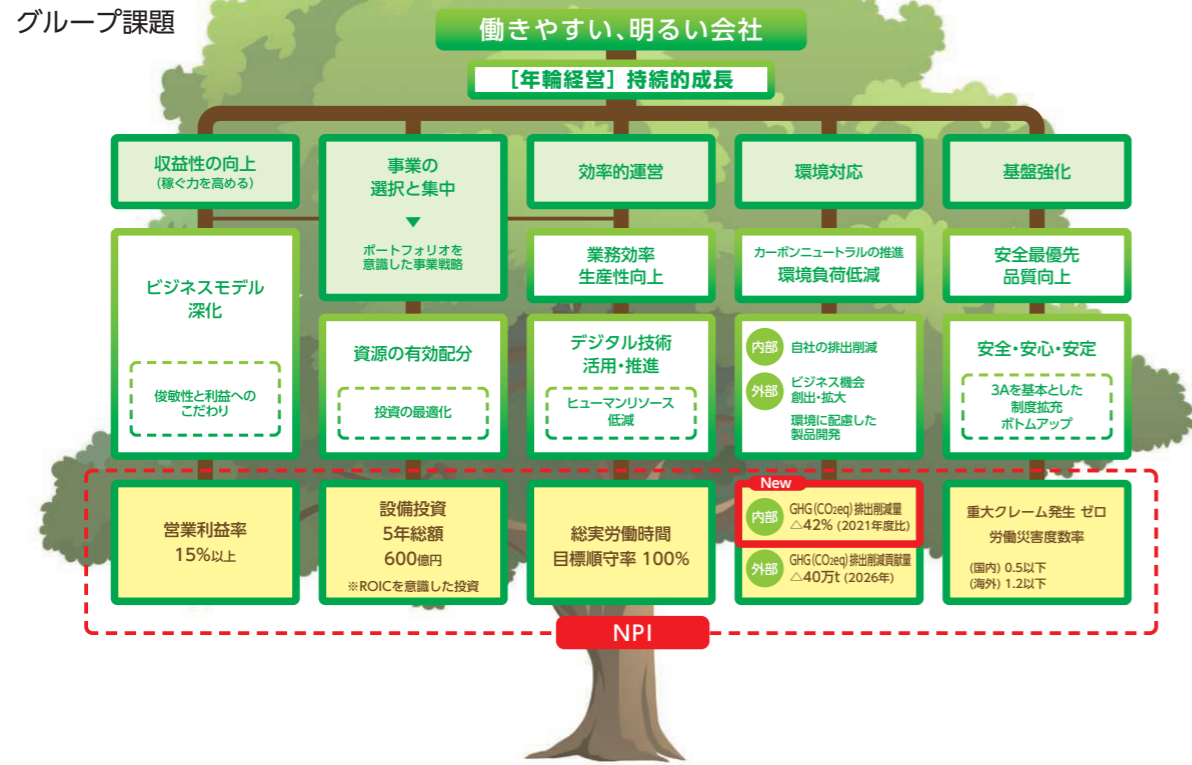 グループ課題
働きやすい、明るい会社
［年輪経営］持続的成長
収益性の向上
(稼ぐ力を高める)
事業の
選択と集中
▼
ポートフォリオを
意識した事業戦略
効率的運営
環境対応
基盤強化
ビジネスモデル
深化
俊敏性と利益への
こだわり
資源の有効配分
投資の最適化
業務効率
生産性向上
デジタル技術
活用・推進
ヒューマンリソース
低減
カーボンニュートラルの推進
環境負荷低減
内部 自社の排出削減
外部 ビジネス機会
創出・拡大
環境に配慮した
製品開発
安全最優先
品質向上
安全・安心・安定
3Aを基本とした
制度拡充
ボトムアップ
営業利益率
15%以上
設備投資
5年総額
600億円
※ROICを意識した投資
総実労働時間
目標順守率 100%
New
内部 GHG(CO2eq)排出削減量
△42% (2021年度比)
外部 GHG(CO2eq)排出削減貢献量
△40万t (2026年)
重大クレーム発生 ゼロ
労働災害度数率
(国内) 0.5以下
(海外) 1.2以下
NPI